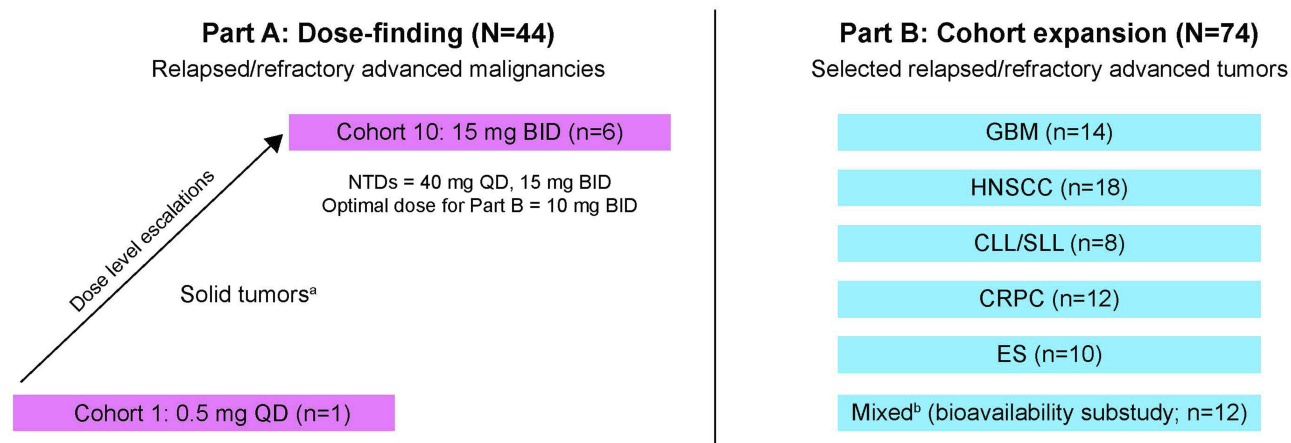 Part A: Dose-finding (N=44)
Relapsed/refractory advanced malignancies
Cohort 10: 15 mg BID (n=6)
NTDs = 40 mg QD, 15 mg BID
Optimal dose for Part B = 10 mg BID
Dose level escalations
Solid tumorsᵃ
Cohort 1: 0.5 mg QD (n=1)
Part B: Cohort expansion (N=74)
Selected relapsed/refractory advanced tumors
GBM (n=14)
HNSCC (n=18)
CLL/SLL (n=8)
CRPC (n=12)
ES (n=10)
Mixedᵇ (bioavailability substudy; n=12)